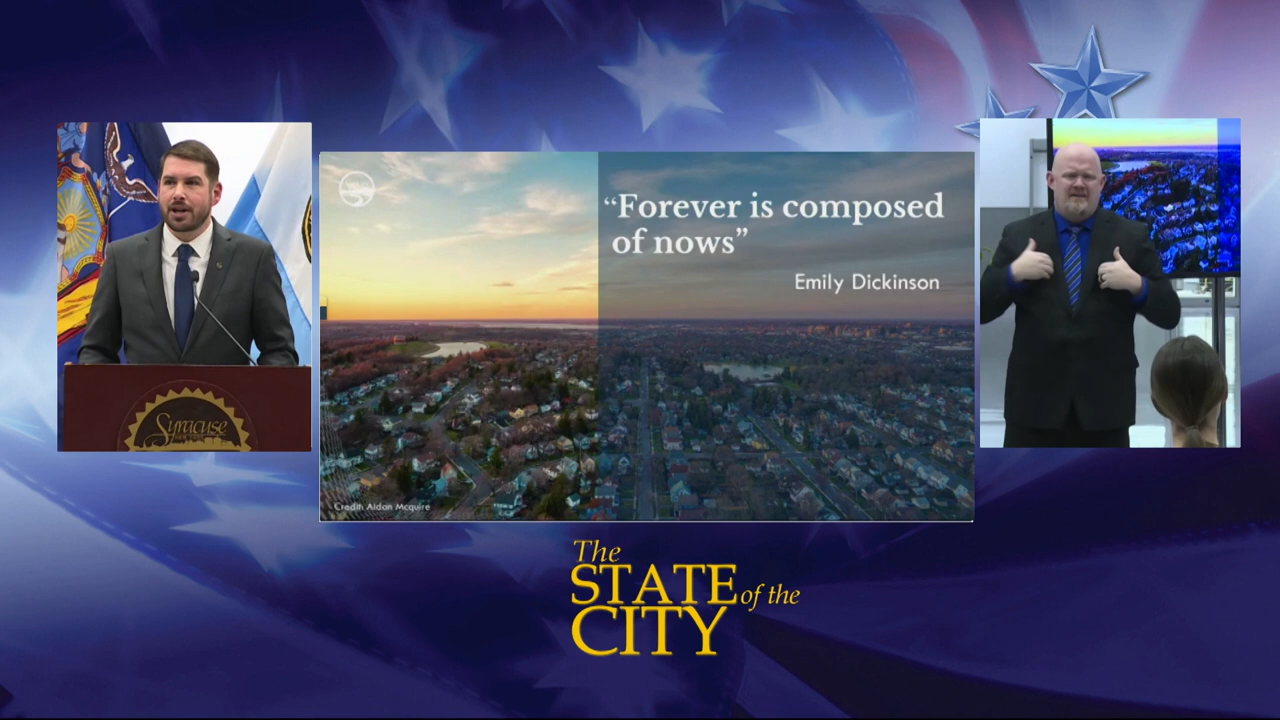 “Forever is composed
of nows”
Emily Dickinson
Syracuse
Credit: Aidan Mcquire
The
STATE of the
CITY